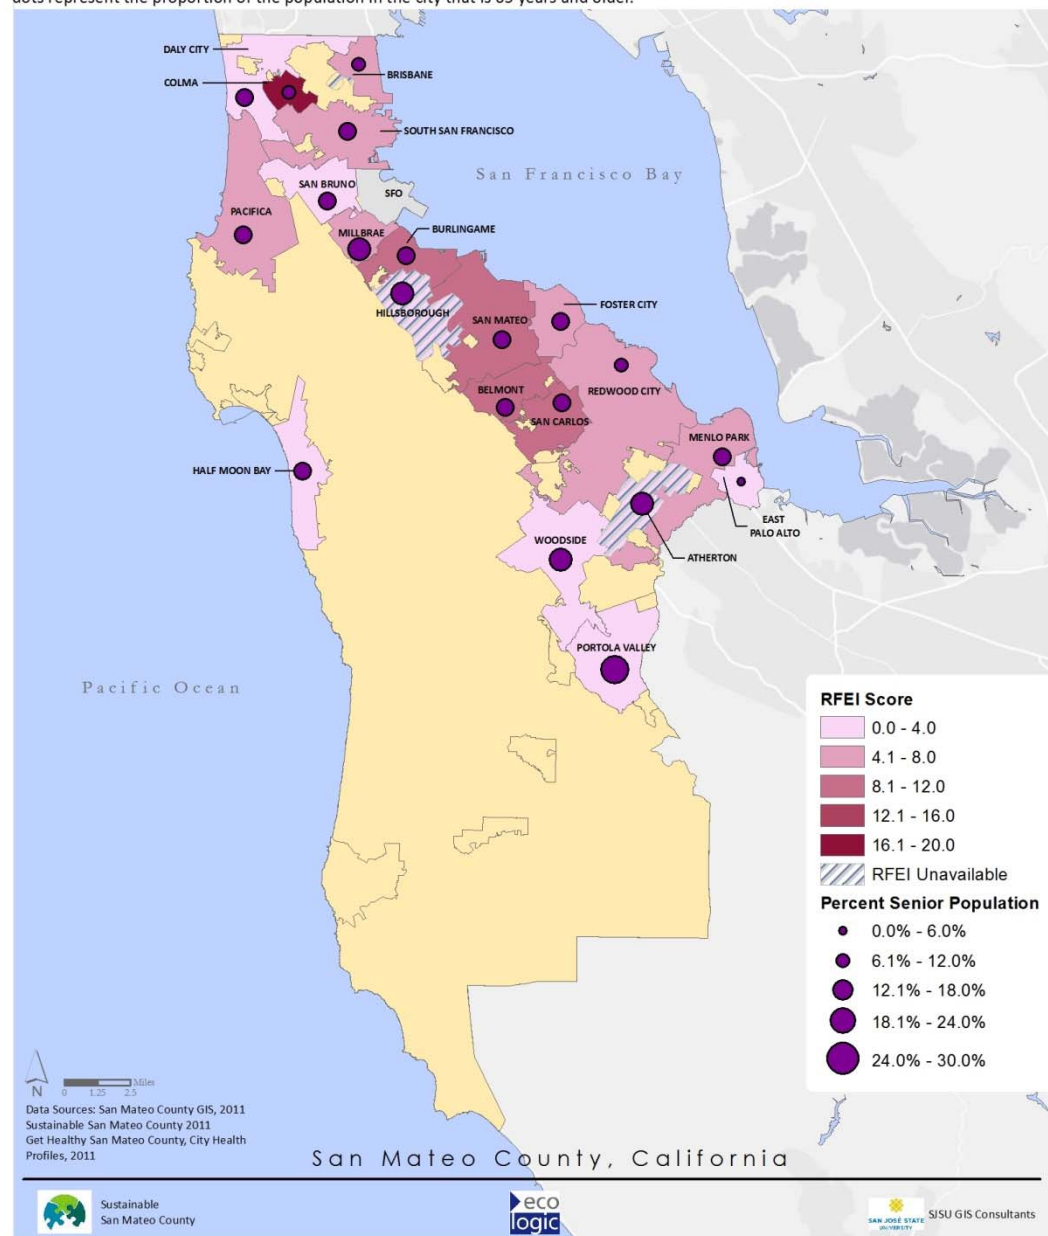 dots represent the proportion of the population in the city that is 65 years and older.
DALY CITY
COLMA
BRISBANE
SOUTH SAN FRANCISCO
San Francisco Bay
SAN BRUNO
SFO
PACIFICA
MILLBRAE
BURLINGAME
HILLSBOROUGH
FOSTER CITY
SAN MATEO
BELMONT
REDWOOD CITY
SAN CARLOS
MENLO PARK
HALF MOON BAY
EAST
PALO ALTO
WOODSIDE
ATHERTON
PORTOLA VALLEY
Pacific Ocean
RFEI Score
0.0 - 4.0
4.1 - 8.0
8.1 - 12.0
12.1 - 16.0
16.1 - 20.0
RFEI Unavailable
Percent Senior Population
0.0% - 6.0%
6.1% - 12.0%
12.1% - 18.0%
18.1% - 24.0%
24.0% - 30.0%
N
Miles
0 1.25 2.5
Data Sources: San Mateo County GIS, 2011
Sustainable San Mateo County 2011
Get Healthy San Mateo County, City Health
Profiles, 2011
San Mateo County, California
Sustainable
San Mateo County
eco
logic
SAN JOSÉ STATE
UNIVERSITY
SJSU GIS Consultants